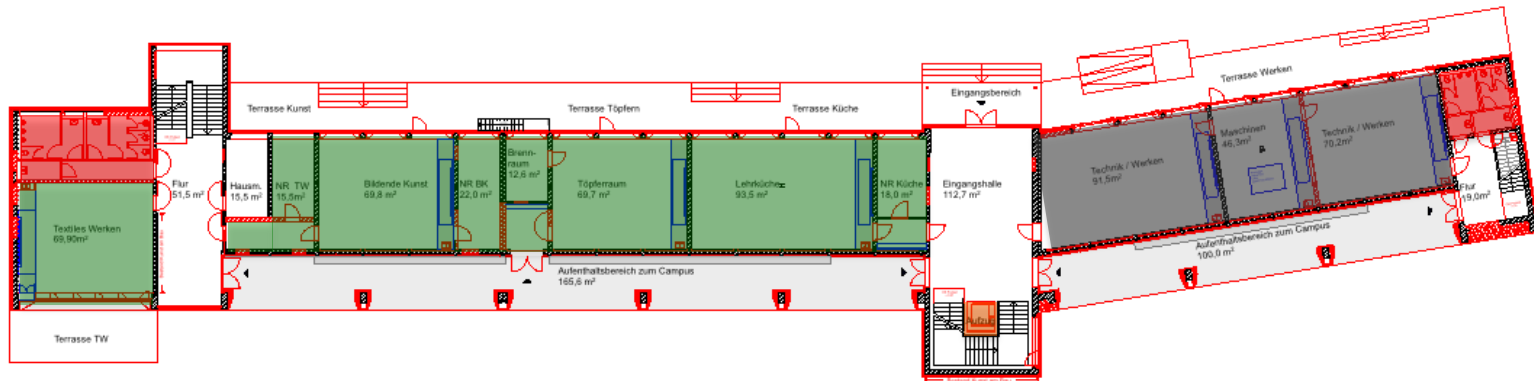 Terrasse Kunst
Terrasse Töpfern
Terrasse Küche
Eingangsbereich
Terrasse Werken
Textiles Werken
69,90m²
Flur
51,5 m²
Hausm.
15,5 m²
NR TW
15,5m²
Bildende Kunst
69,8 m²
NR BK
22,0 m²
Brenn-
raum
12,6 m²
Töpferraum
69,7 m²
Lehrküche
93,5 m²
NR Küche
18,0 m²
Eingangshalle
112,7 m²
Technik / Werken
91,5m²
Maschinen
46,3m²
Technik / Werken
70,2m²
Flur
19,0m²
Aufenthaltsbereich zum Campus
165,6 m²
Aufenthaltsbereich zum Campus
100,0 m²
Aufzug
Terrasse TW